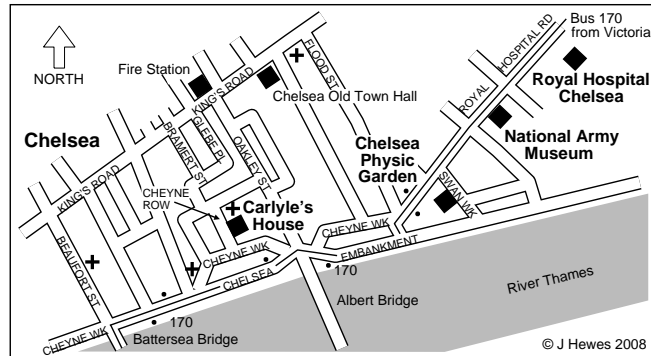 NORTH
Fire Station
KING'S ROAD
Chelsea Old Town Hall
FLOOD ST
ROYAL HOSPITAL RD
Bus 170
from Victoria
Royal Hospital
Chelsea
National Army
Museum
Chelsea
Physic
Garden
SWAN WK
Chelsea
KING'S ROAD
BRAMERT ST
GLEBE PL
OAKLEY ST
CHEYNE
ROW
Carlyle's
House
CHEYNE WK
CHEYNE WK
BEAUFORT ST
CHEYNE WK
CHELSEA EMBANKMENT
170
170
Battersea Bridge
Albert Bridge
River Thames
© J Hewes 2008